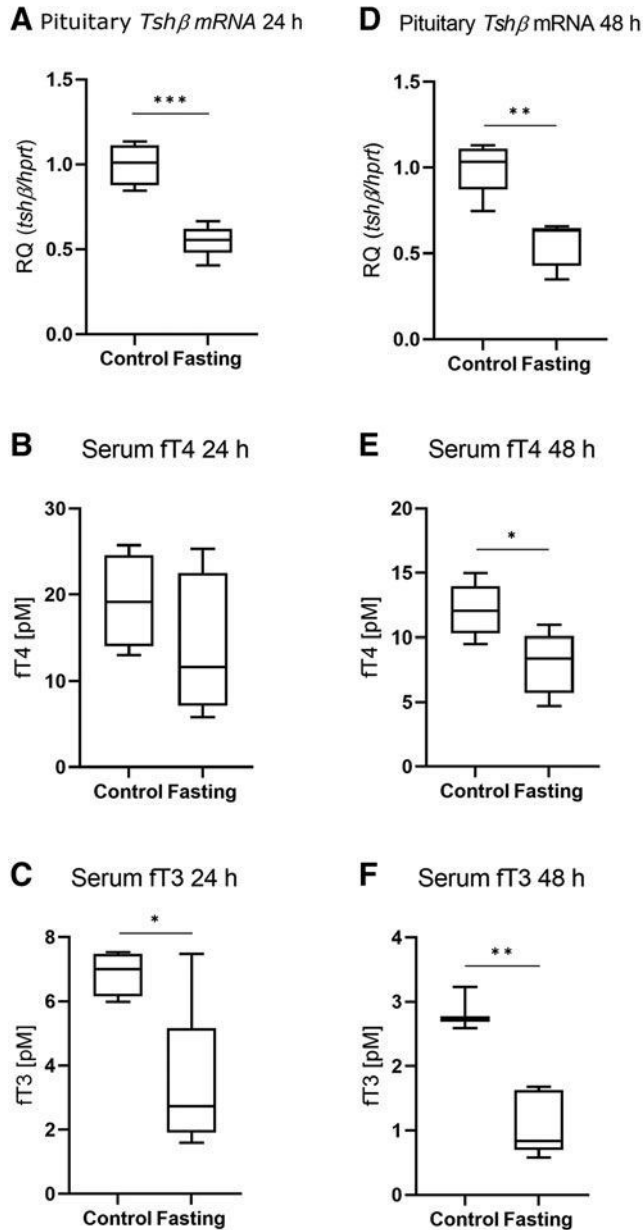 A Pituitary Tshβ mRNA 24 h
1.5
***
1.0
0.5
0.0
RQ (tshβ/hprt)
Control Fasting
D Pituitary Tshβ mRNA 48 h
1.5
**
1.0
0.5
0.0
RQ (tshβ/hprt)
Control Fasting
B Serum fT4 24 h
30
20
10
0
fT4 [pM]
Control Fasting
E Serum fT4 48 h
20
*
15
10
5
0
fT4 [pM]
Control Fasting
C Serum fT3 24 h
8
*
6
4
2
0
fT3 [pM]
Control Fasting
F Serum fT3 48 h
4
**
3
2
1
0
fT3 [pM]
Control Fasting